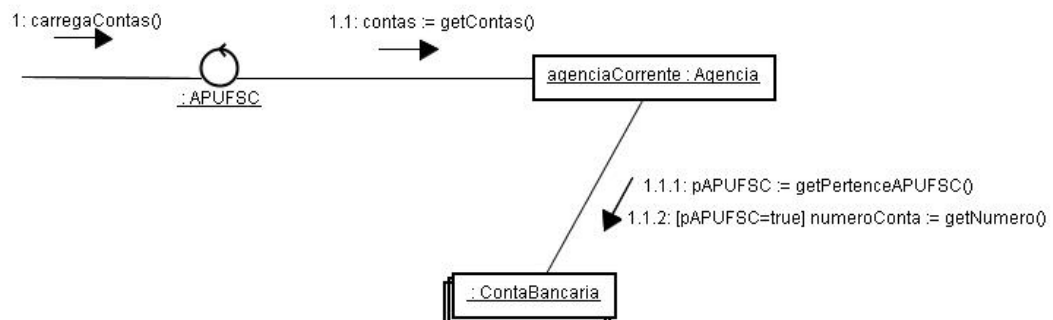 1: carregaContas()
1.1: contas := getContas()
agenciaCorrente : Agencia
: APUFSC
1.1.1: pAPUFSC := getPertenceAPUFSC()
1.1.2: [pAPUFSC=true] numeroConta := getNumero()
: ContaBancaria